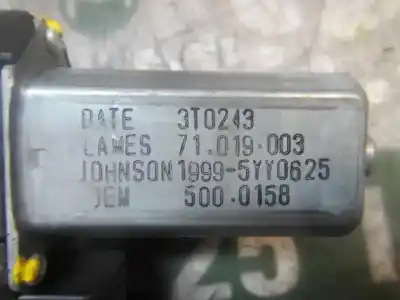 DATE 3T0243
LAMES 71.019.003
JOHNSON 1999-5YY0625
JEM 500.0158